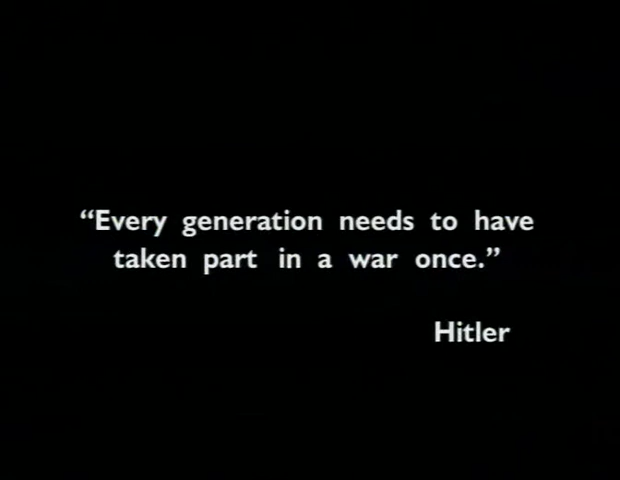 “Every generation needs to have
taken part in a war once.”
Hitler